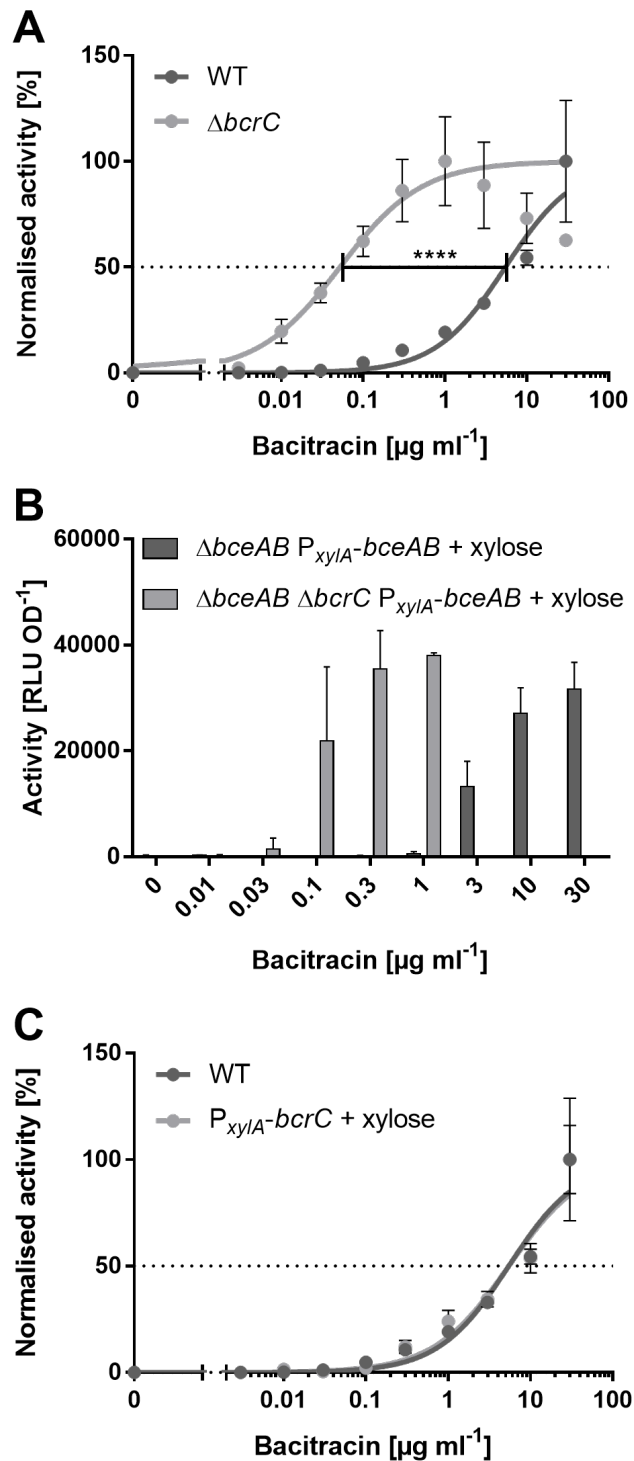 A
Normalised activity [%]
150
100
50
0
WT
ΔbcrC
****
0 0.01 0.1 1 10 100
Bacitracin [µg ml⁻¹]
B
Activity [RLU OD⁻¹]
60000
40000
20000
0
ΔbceAB PxylA-bceAB + xylose
ΔbceAB ΔbcrC PxylA-bceAB + xylose
0 0.01 0.03 0.1 0.3 1 3 10 30
Bacitracin [µg ml⁻¹]
C
Normalised activity [%]
150
100
50
0
WT
PxylA-bcrC + xylose
0 0.01 0.1 1 10 100
Bacitracin [µg ml⁻¹]